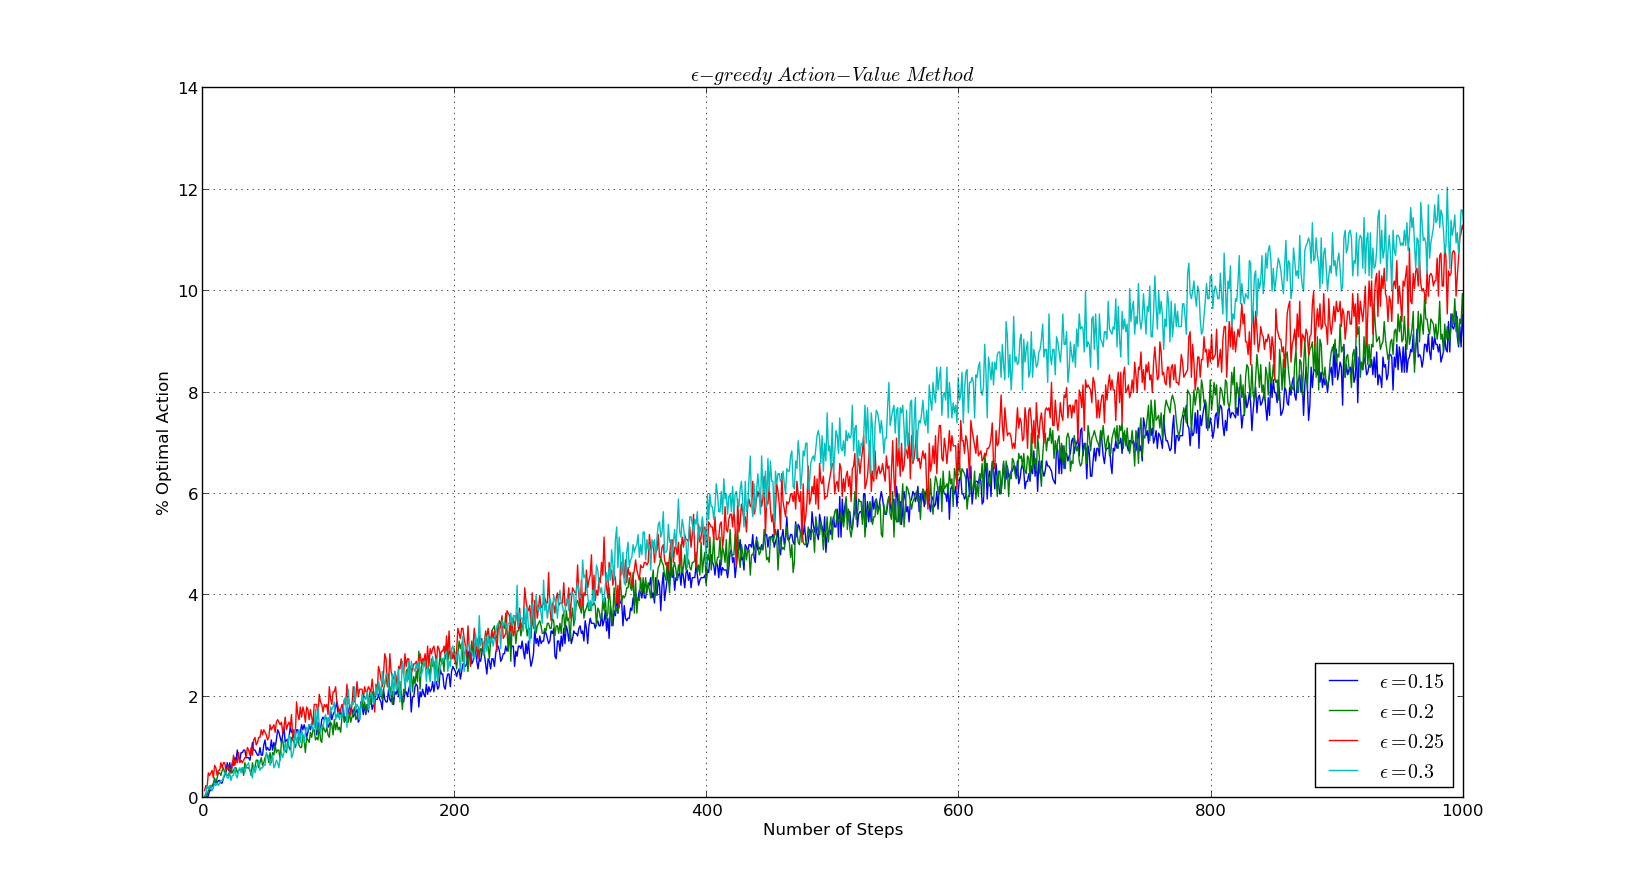 ϵ−greedy Action−Value Method
14
12
10
8
6
4
2
0
% Optimal Action
0 200 400 600 800 1000
Number of Steps
ϵ=0.15
ϵ=0.2
ϵ=0.25
ϵ=0.3